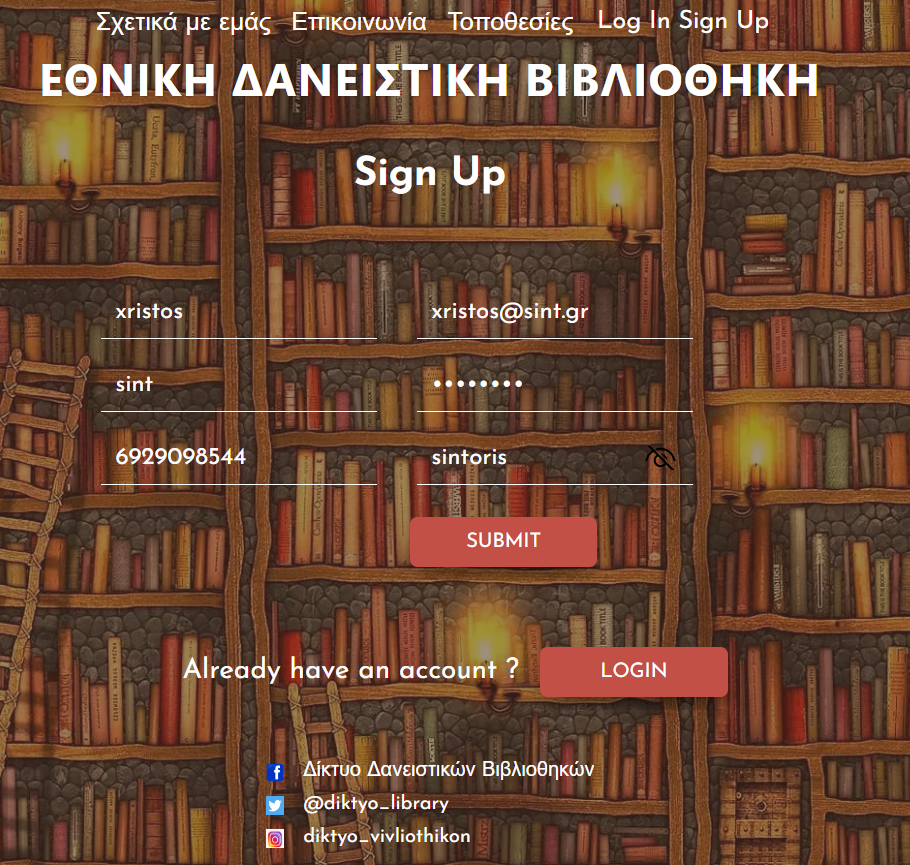 Σχετικά με εμάς Επικοινωνία Τοποθεσίες Log In Sign Up
ΕΘΝΙΚΗ ΔΑΝΕΙΣΤΙΚΗ ΒΙΒΛΙΟΘΗΚΗ
Sign Up
xristos xristos@sint.gr
sint ••••••••
6929098544 sintoris
SUBMIT
Already have an account ? LOGIN
Δίκτυο Δανειστικών Βιβλιοθηκών
@diktyo_library
diktyo_vivliothikon